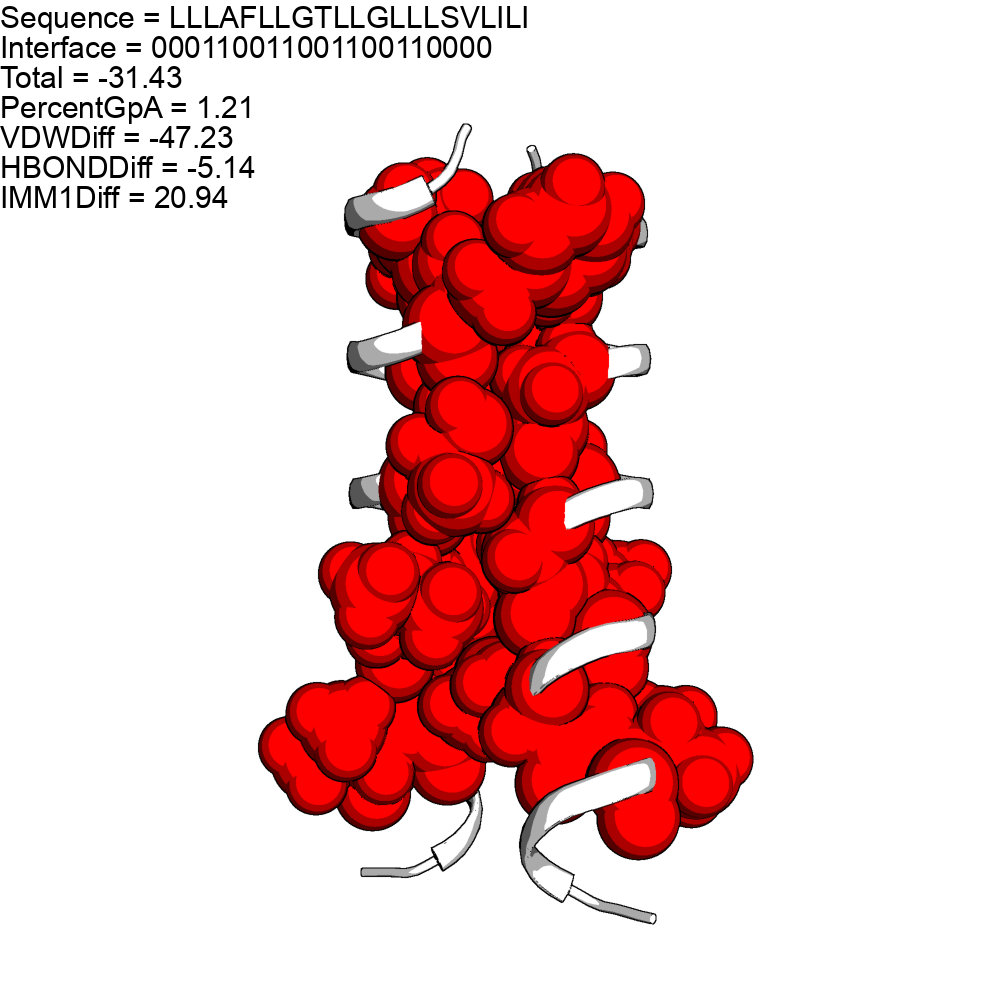 Sequence = LLLAFLLGTLLGLLLSVLILI
Interface = 000110011001100110000
Total = -31.43
PercentGpA = 1.21
VDWDiff = -47.23
HBONDDiff = -5.14
IMM1Diff = 20.94